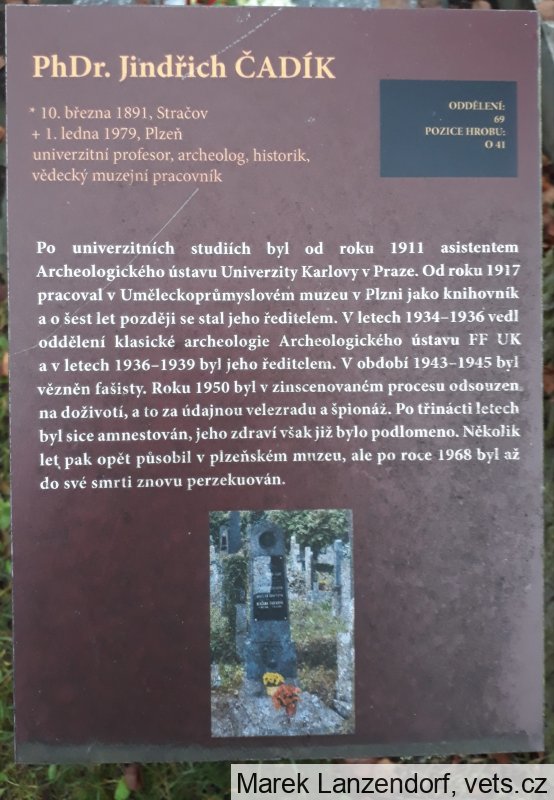 PhDr. Jindřich ČADÍK
* 10. března 1891, Stračov
+ 1. ledna 1979, Plzeň
univerzitní profesor, archeolog, historik,
vědecký muzejní pracovník
ODDĚLENÍ:
69
POZICE HROBU:
O 41
Po univerzitních studiích byl od roku 1911 asistentem
Archeologického ústavu Univerzity Karlovy v Praze. Od roku 1917
pracoval v Uměleckoprůmyslovém muzeu v Plzni jako knihovník
a o šest let později se stal jeho ředitelem. V letech 1934–1936 vedl
oddělení klasické archeologie Archeologického ústavu FF UK
a v letech 1936–1939 byl jeho ředitelem. V období 1943–1945 byl
vězněn fašisty. Roku 1950 byl v zinscenovaném procesu odsouzen
na doživotí, a to za údajnou velezradu a špionáž. Po třinácti letech
byl sice amnestován, jeho zdraví však již bylo podlomeno. Několik
let pak opět působil v plzeňském muzeu, ale po roce 1968 byl až
do své smrti znovu perzekuován.
Marek Lanzendorf, vets.cz